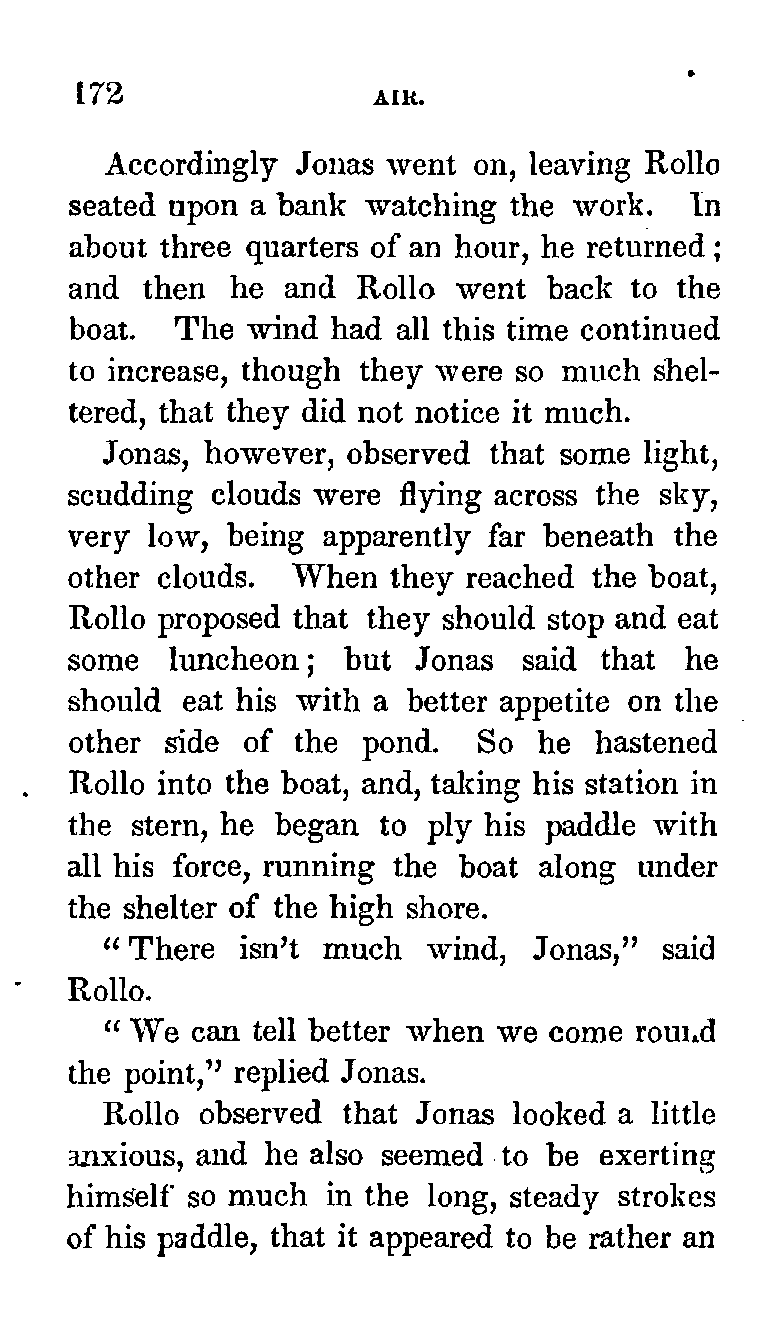 172 AIR.
Accordingly Jonas went on, leaving Rollo
seated upon a bank watching the work. In
about three quarters of an hour, he returned;
and then he and Rollo went back to the
boat. The wind had all this time continued
to increase, though they were so much shel-
tered, that they did not notice it much.
Jonas, however, observed that some light,
scudding clouds were flying across the sky,
very low, being apparently far beneath the
other clouds. When they reached the boat,
Rollo proposed that they should stop and eat
some luncheon; but Jonas said that he
should eat his with a better appetite on the
other side of the pond. So he hastened
Rollo into the boat, and, taking his station in
the stern, he began to ply his paddle with
all his force, running the boat along under
the shelter of the high shore.
"There isn't much wind, Jonas," said
Rollo.
"We can tell better when we come round
the point," replied Jonas.
Rollo observed that Jonas looked a little
anxious, and he also seemed to be exerting
himself so much in the long, steady strokes
of his paddle, that it appeared to be rather an